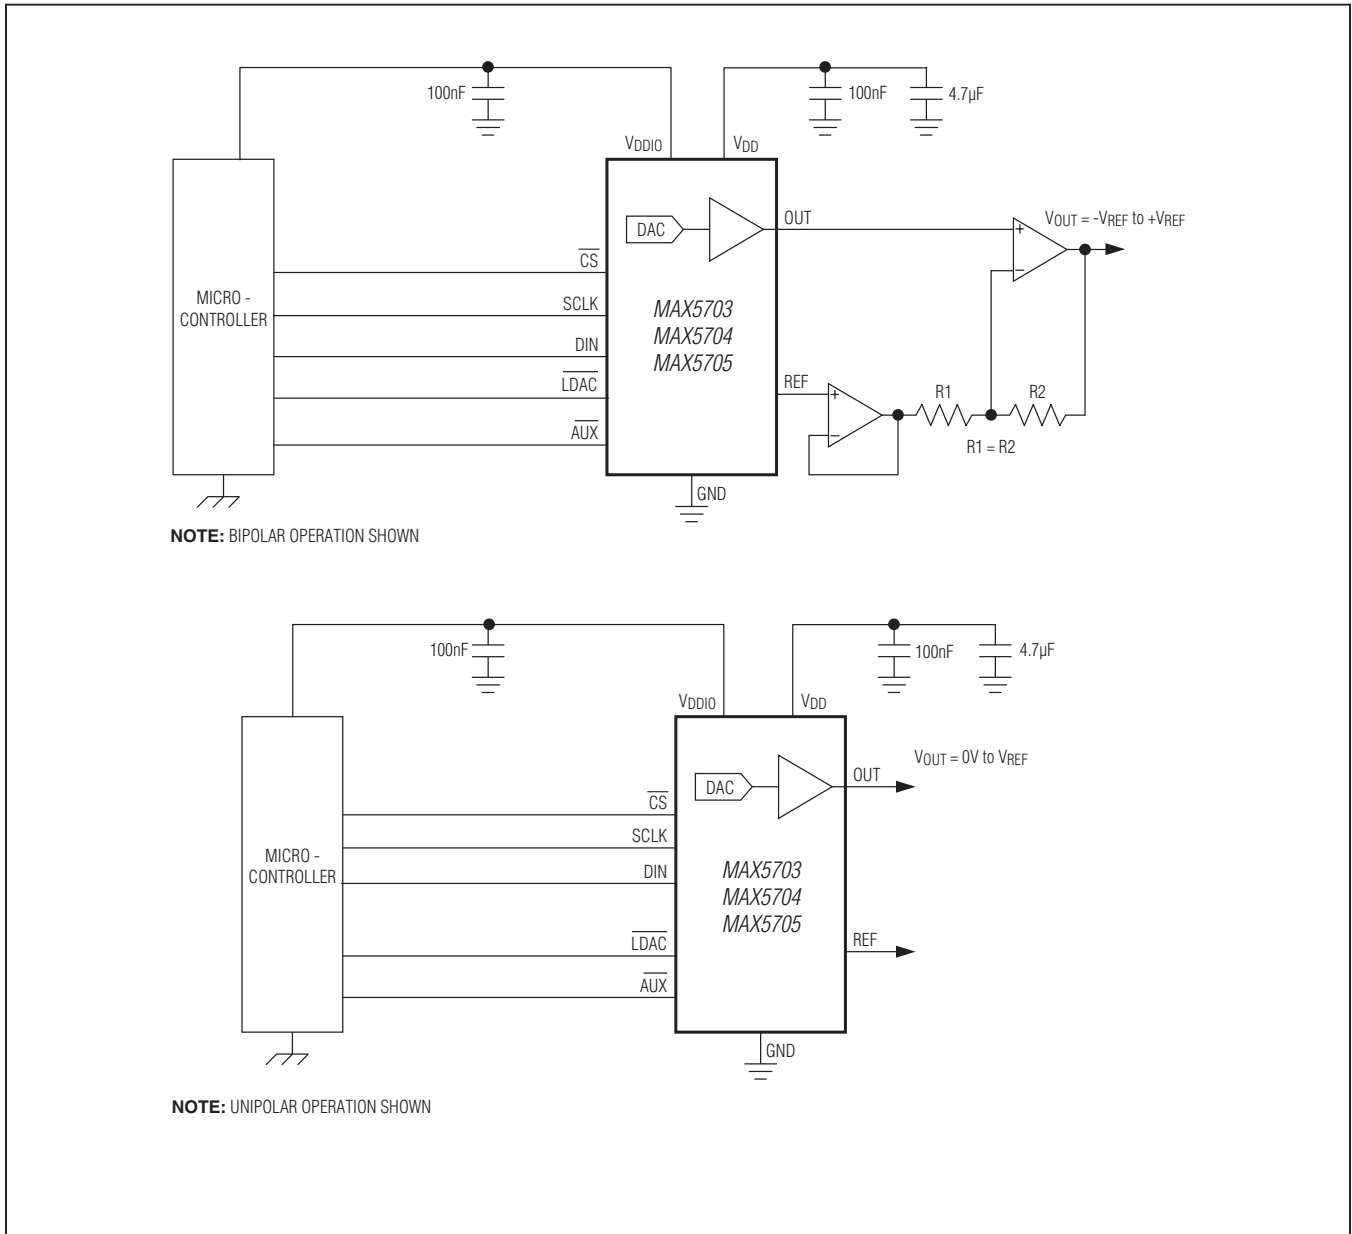 100nF
100nF
4.7µF
VDDIO
VDD
DAC
OUT
VOUT = -VREF to +VREF
+
-
CS
MICRO -
CONTROLLER
SCLK
MAX5703
MAX5704
MAX5705
DIN
LDAC
REF
+
-
R1
R2
R1 = R2
AUX
GND
NOTE: BIPOLAR OPERATION SHOWN
100nF
100nF
4.7µF
VDDIO
VDD
VOUT = 0V to VREF
DAC
OUT
CS
SCLK
MICRO -
CONTROLLER
DIN
MAX5703
MAX5704
MAX5705
LDAC
REF
AUX
GND
NOTE: UNIPOLAR OPERATION SHOWN